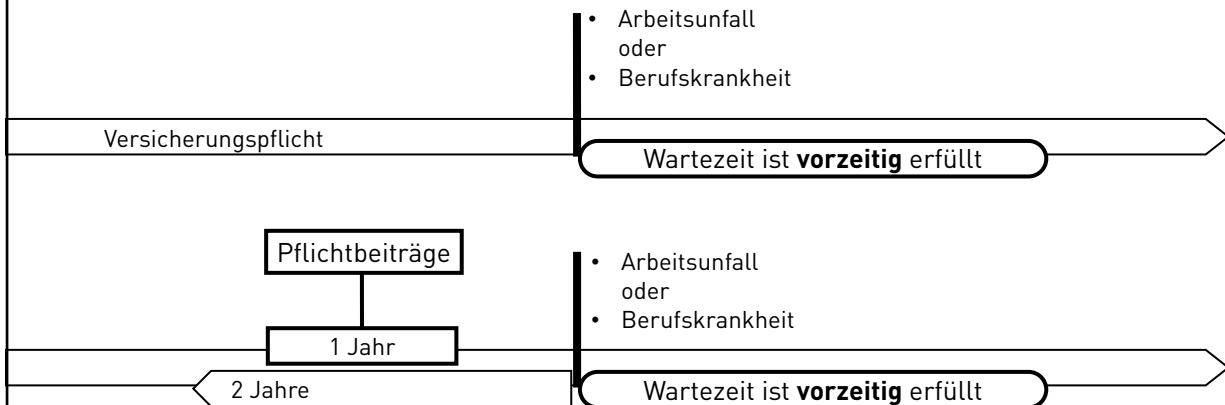 • Arbeitsunfall
oder
• Berufskrankheit
Versicherungspflicht
Wartezeit ist vorzeitig erfüllt
Pflichtbeiträge
• Arbeitsunfall
oder
• Berufskrankheit
1 Jahr
2 Jahre
Wartezeit ist vorzeitig erfüllt